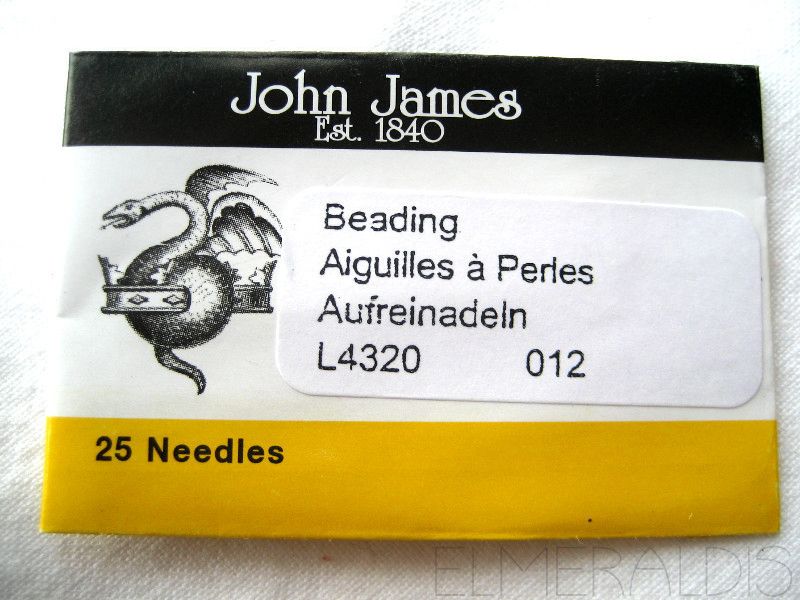 John James
Est. 1840
Beading
Aiguilles à Perles
Aufreinadeln
L4320 012
25 Needles
ELMERALDIS